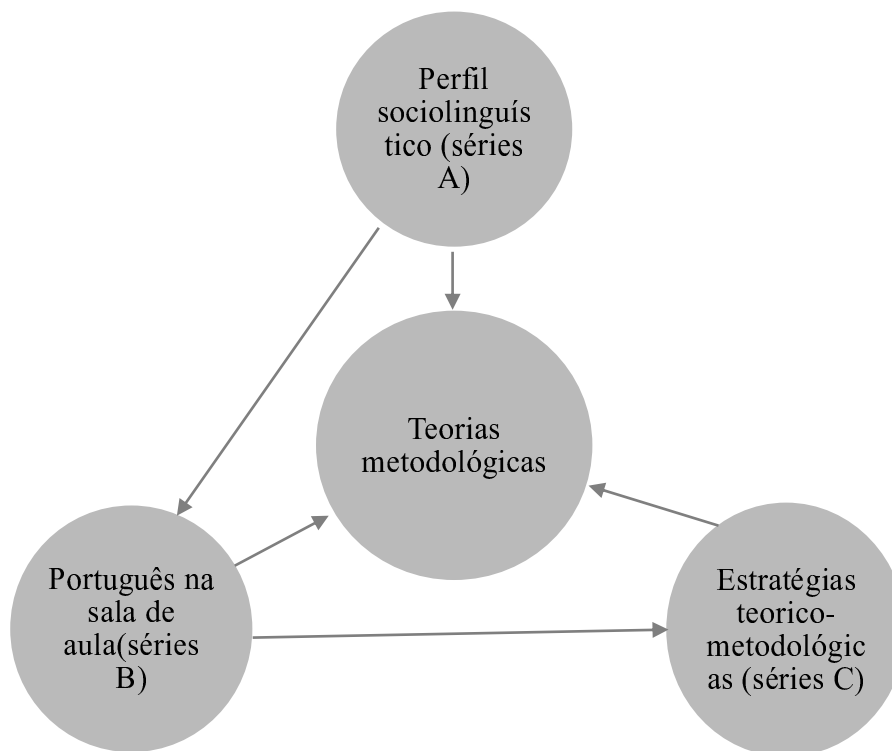 Perfil
sociolinguís
tico (séries
A)
Teorias
metodológicas
Português na
sala de
aula(séries
B)
Estratégias
teorico-
metodológic
as (séries C)